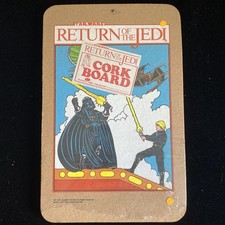 STAR WARS
RETURN OF THE JEDI
RETURN OF THE JEDI
CORK
BOARD